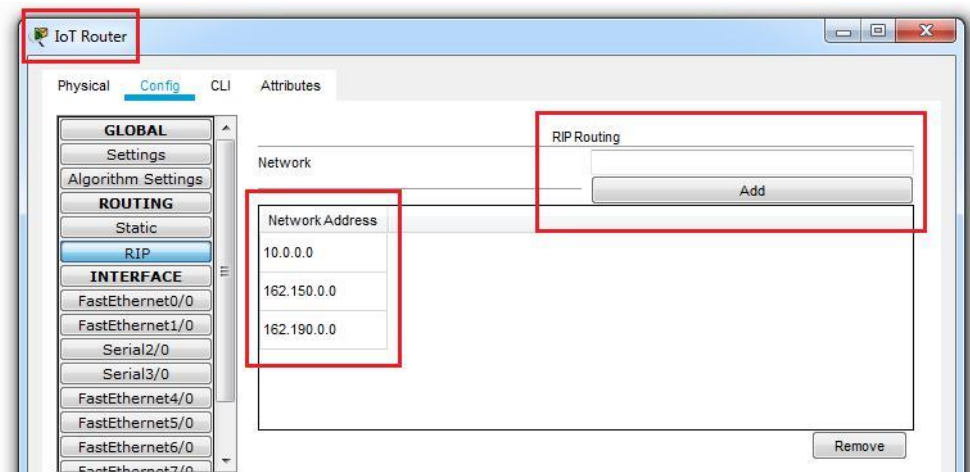 IoT Router
Physical Config CLI Attributes
GLOBAL
Settings
Algorithm Settings
ROUTING
Static
RIP
INTERFACE
FastEthernet0/0
FastEthernet1/0
Serial2/0
Serial3/0
FastEthernet4/0
FastEthernet5/0
FastEthernet6/0
FastEthernet7/0
RIP Routing
Network
Add
Network Address
10.0.0.0
162.150.0.0
162.190.0.0
Remove